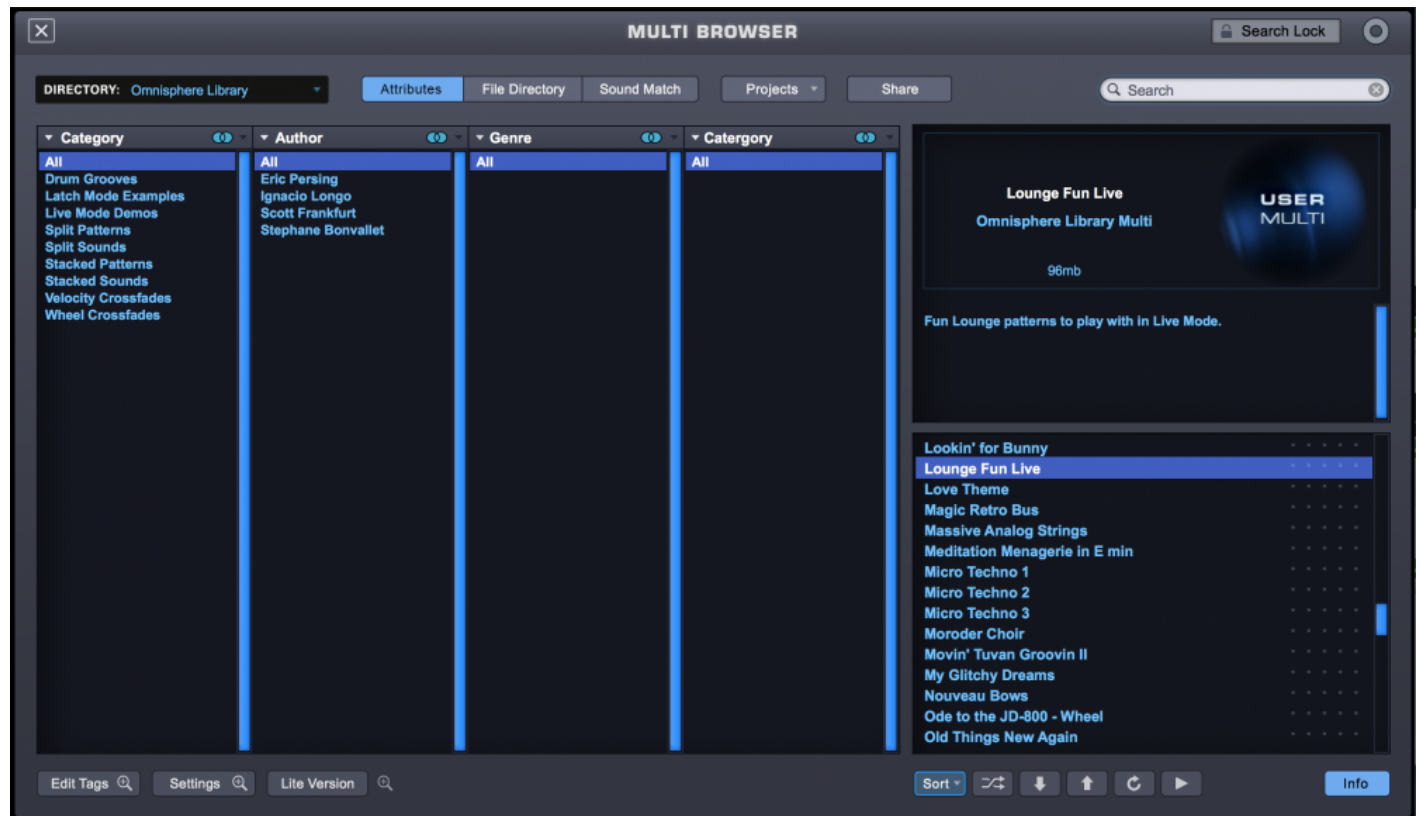 MULTI BROWSER
Search Lock
DIRECTORY: Omnisphere Library
Attributes
File Directory
Sound Match
Projects
Share
Search
Category
All
Drum Grooves
Latch Mode Examples
Live Mode Demos
Split Patterns
Split Sounds
Stacked Patterns
Stacked Sounds
Velocity Crossfades
Wheel Crossfades
Author
All
Eric Persing
Ignacio Longo
Scott Frankfurt
Stephane Bonvallet
Genre
All
Catergory
All
Lounge Fun Live
Omnisphere Library Multi
96mb
USER
MULTI
Fun Lounge patterns to play with in Live Mode.
Lookin' for Bunny
Lounge Fun Live
Love Theme
Magic Retro Bus
Massive Analog Strings
Meditation Menagerie in E min
Micro Techno 1
Micro Techno 2
Micro Techno 3
Moroder Choir
Movin' Tuvan Groovin II
My Glitchy Dreams
Nouveau Bows
Ode to the JD-800 - Wheel
Old Things New Again
Edit Tags
Settings
Lite Version
Sort
Info